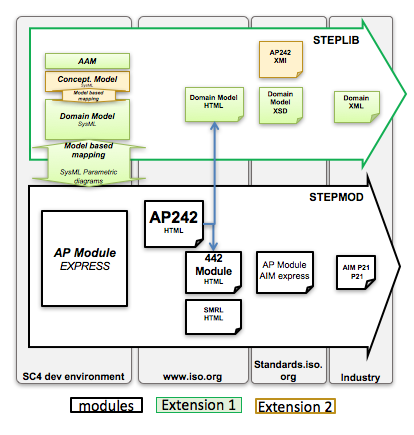 STEPLIB
AAM
Concept. Model
SysML
Model based
mapping
Domain Model
SysML
Model based
mapping
SysML Parametric
diagrams
AP242
XMI
Domain Model
HTML
Domain
Model
XSD
Domain
XML
STEPMOD
AP Module
EXPRESS
AP242
HTML
442
Module
HTML
SMRL
HTML
AP Module
AIM express
AIM P21
P21
SC4 dev environment
www.iso.org
Standards.iso.
org
Industry
modules
Extension 1
Extension 2